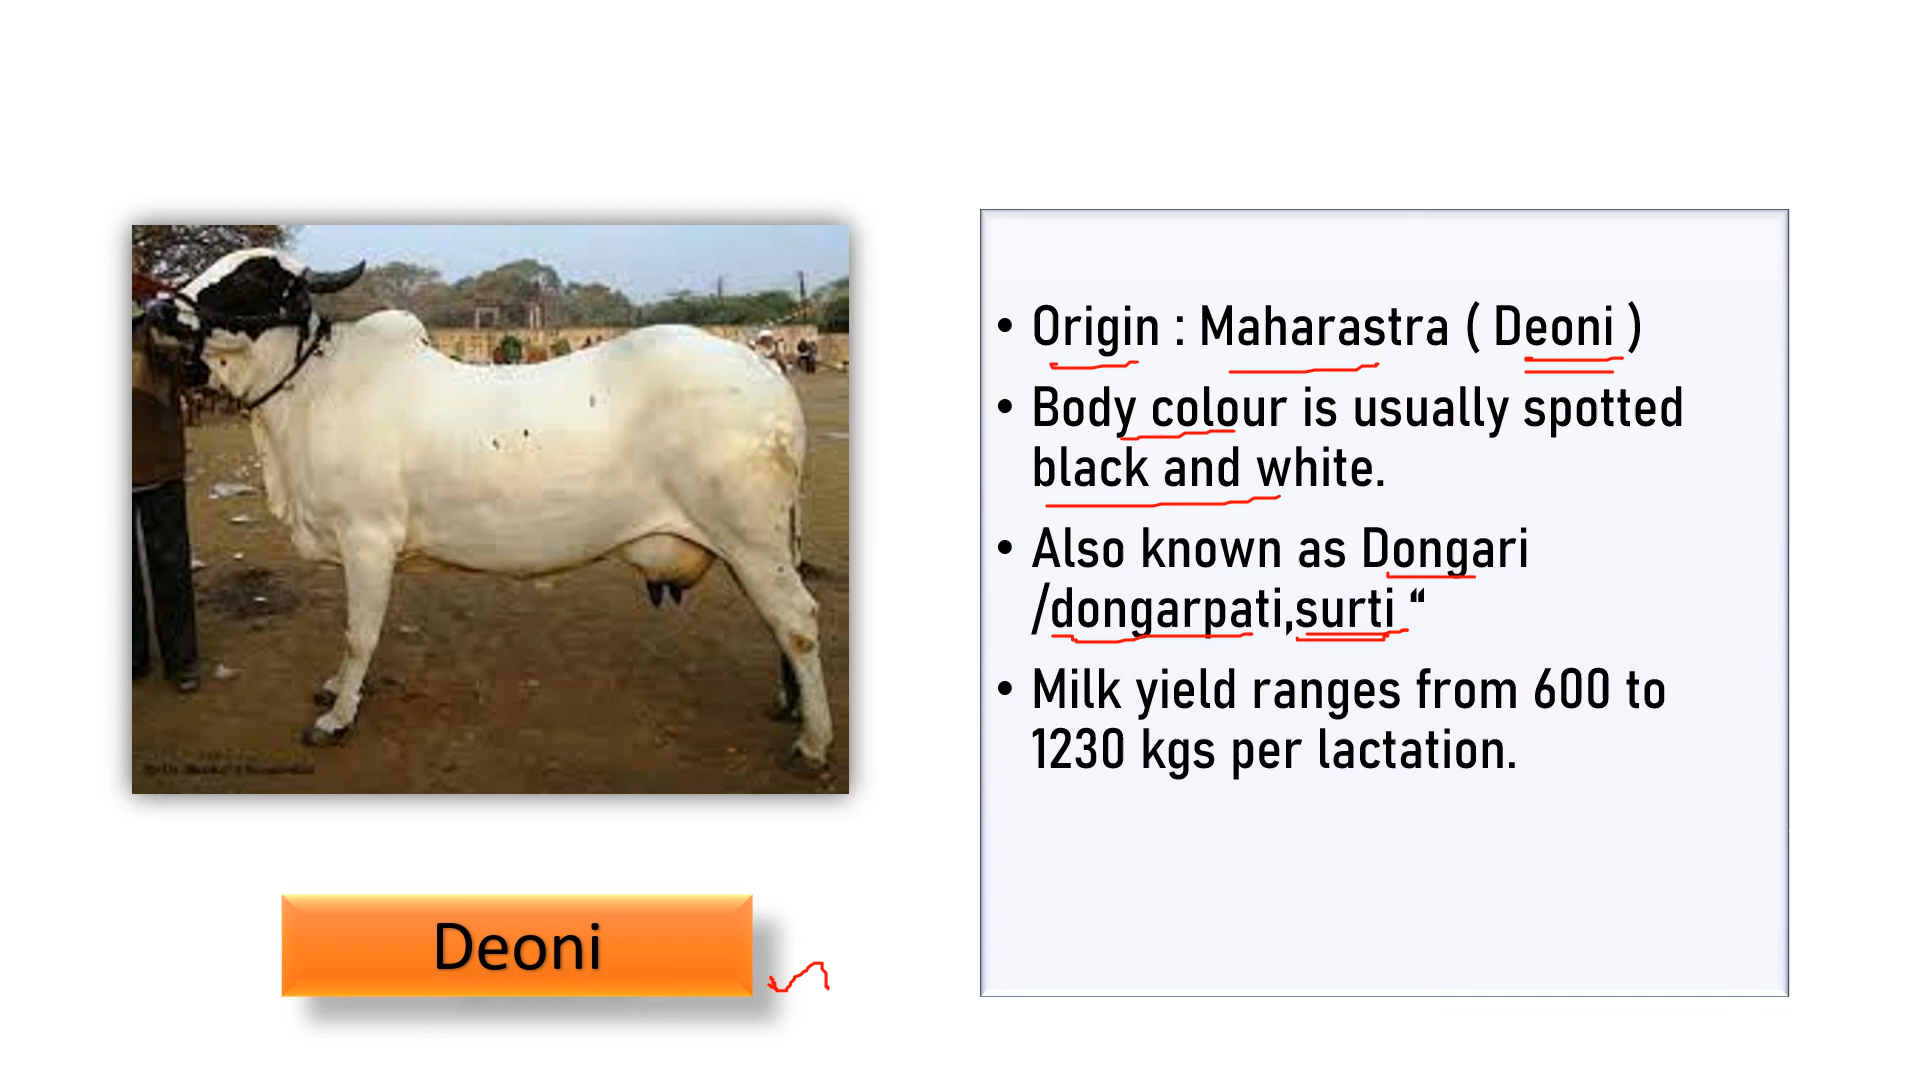 • Origin : Maharastra ( Deoni )
• Body colour is usually spotted
black and white.
• Also known as Dongari
/dongarpati,surti “
• Milk yield ranges from 600 to
1230 kgs per lactation.
Deoni